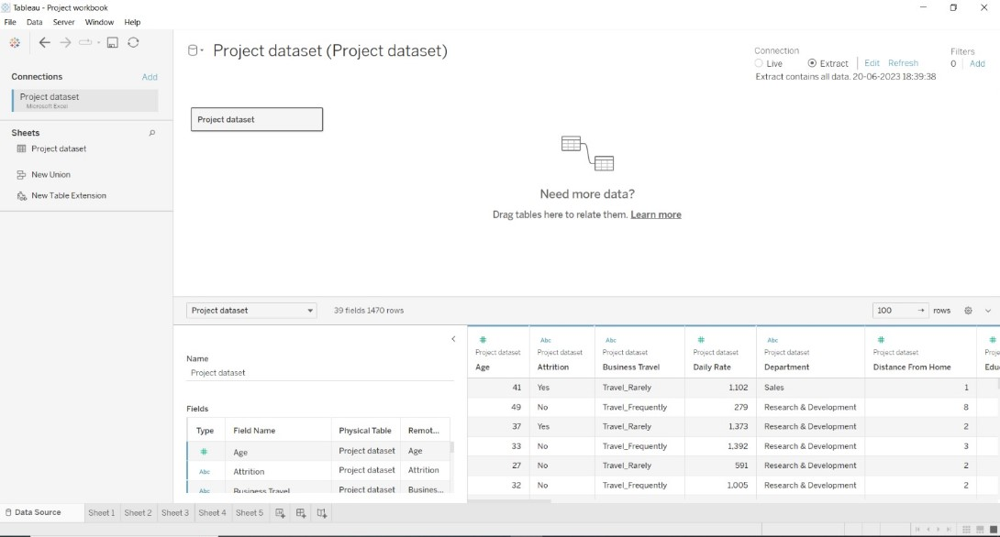 Tableau - Project workbook
File Data Server Window Help
Connections Add
Project dataset
Microsoft Excel
Sheets
Project dataset
New Union
New Table Extension
Project dataset (Project dataset)
Connection
Live Extract Edit Refresh
Extract contains all data. 20-06-2023 18:39:38
Filters
0 Add
Project dataset
Need more data?
Drag tables here to relate them. Learn more
Project dataset 39 fields 1470 rows 100 rows
Name
Project dataset
Fields
Type Field Name Physical Table Remot...
# Age Project dataset Age
Abc Attrition Project dataset Attrition
Abc Business Travel Project dataset Busines...
# Abc Abc # Abc # #
Project dataset Project dataset Project dataset Project dataset Project dataset Project dataset Proje
Age Attrition Business Travel Daily Rate Department Distance From Home Educ
41 Yes Travel_Rarely 1,102 Sales 1
49 No Travel_Frequently 279 Research & Development 8
37 Yes Travel_Rarely 1,373 Research & Development 2
33 No Travel_Frequently 1,392 Research & Development 3
27 No Travel_Rarely 591 Research & Development 2
32 No Travel_Frequently 1,005 Research & Development 2
Data Source Sheet 1 Sheet 2 Sheet 3 Sheet 4 Sheet 5